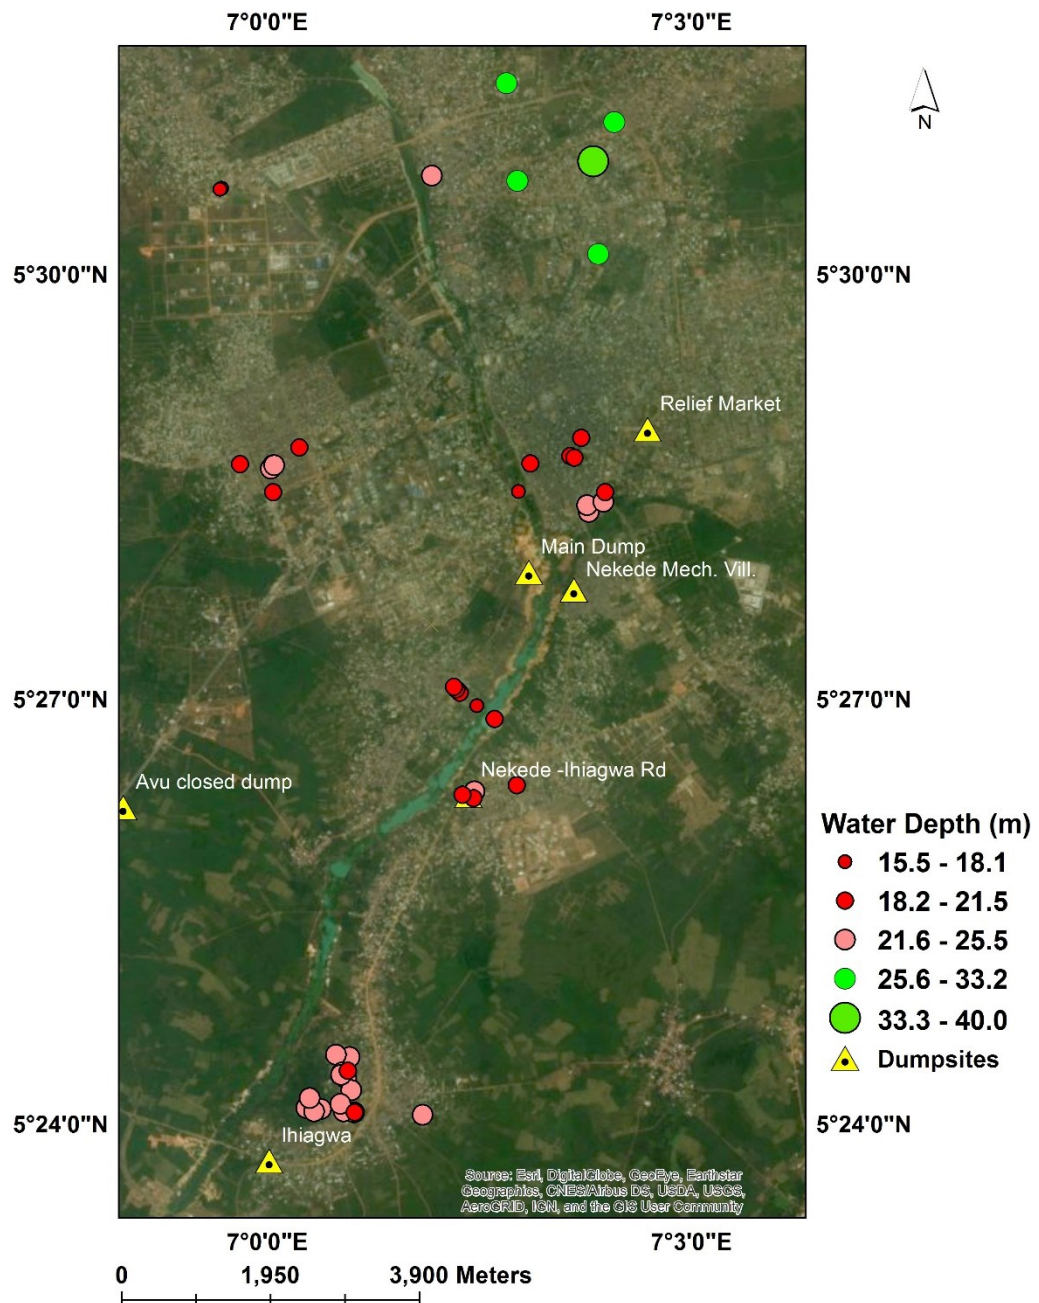 7°0'0"E 7°3'0"E
N
5°30'0"N 5°30'0"N
Relief Market
Main Dump
Nekede Mech. Vill.
5°27'0"N 5°27'0"N
Nekede -Ihiagwa Rd
Avu closed dump
Water Depth (m)
15.5 - 18.1
18.2 - 21.5
21.6 - 25.5
25.6 - 33.2
33.3 - 40.0
Dumpsites
5°24'0"N 5°24'0"N
Ihiagwa
Source: Esri, DigitalGlobe, GeoEye, Earthstar
Geographics, CNES/Airbus DS, USDA, USGS,
AeroGRID, IGN, and the GIS User Community
7°0'0"E 7°3'0"E
0 1,950 3,900 Meters